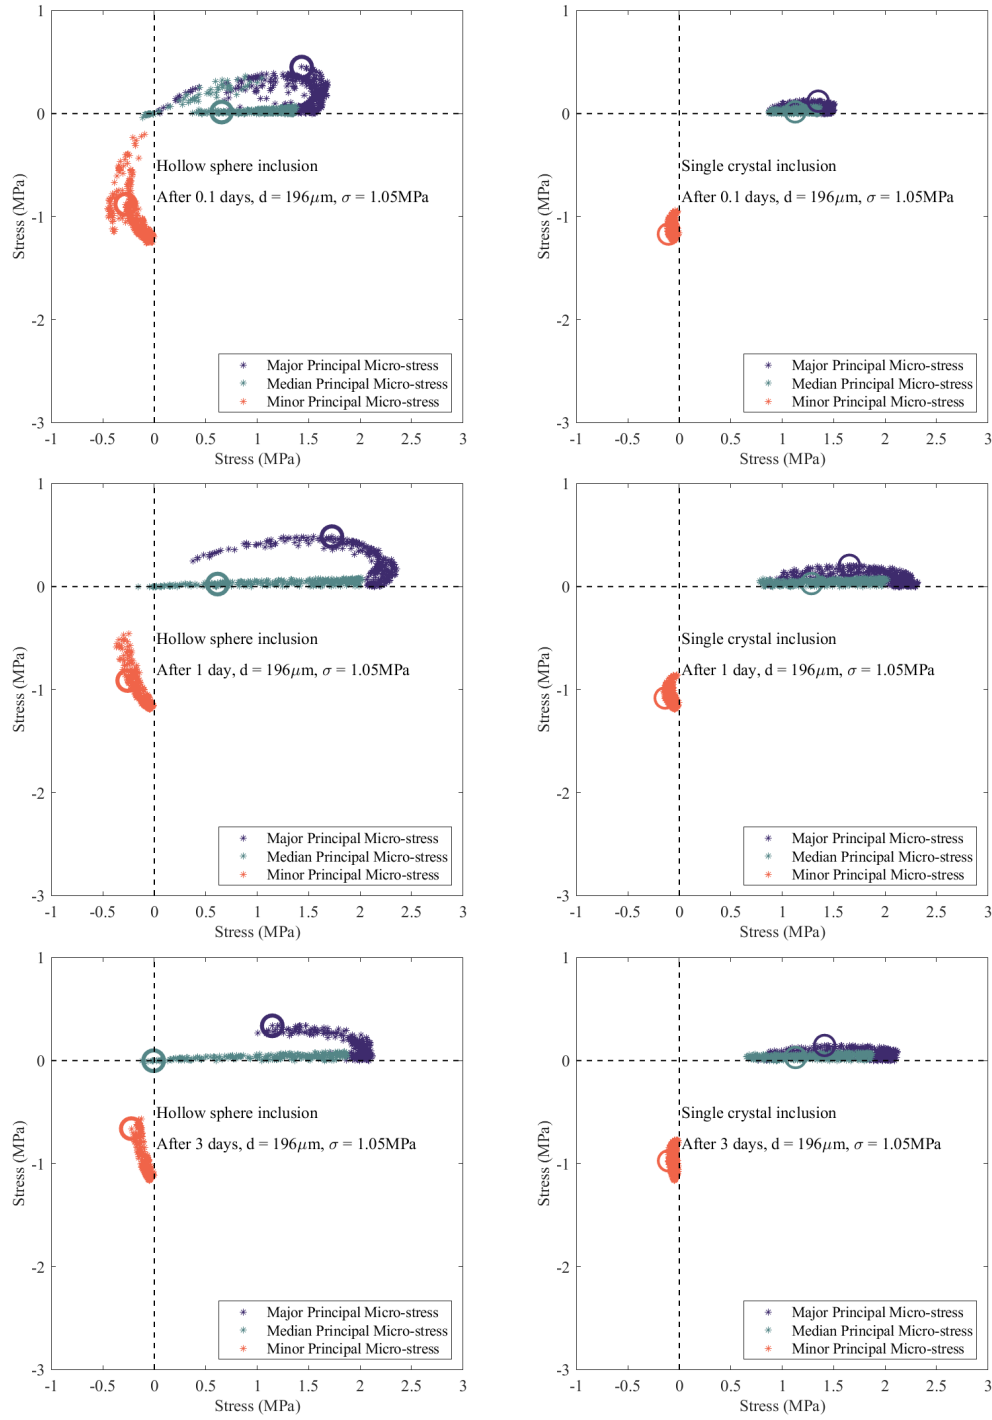 1
0
-1
-2
-3
Stress (MPa)
Hollow sphere inclusion
After 0.1 days, d = 196μm, σ = 1.05MPa
Major Principal Micro-stress
Median Principal Micro-stress
Minor Principal Micro-stress
-1 -0.5 0 0.5 1 1.5 2 2.5 3
Stress (MPa)
1
0
-1
-2
-3
Stress (MPa)
Single crystal inclusion
After 0.1 days, d = 196μm, σ = 1.05MPa
Major Principal Micro-stress
Median Principal Micro-stress
Minor Principal Micro-stress
-1 -0.5 0 0.5 1 1.5 2 2.5 3
Stress (MPa)
1
0
-1
-2
-3
Stress (MPa)
Hollow sphere inclusion
After 1 day, d = 196μm, σ = 1.05MPa
Major Principal Micro-stress
Median Principal Micro-stress
Minor Principal Micro-stress
-1 -0.5 0 0.5 1 1.5 2 2.5 3
Stress (MPa)
1
0
-1
-2
-3
Stress (MPa)
Single crystal inclusion
After 1 day, d = 196μm, σ = 1.05MPa
Major Principal Micro-stress
Median Principal Micro-stress
Minor Principal Micro-stress
-1 -0.5 0 0.5 1 1.5 2 2.5 3
Stress (MPa)
1
0
-1
-2
-3
Stress (MPa)
Hollow sphere inclusion
After 3 days, d = 196μm, σ = 1.05MPa
Major Principal Micro-stress
Median Principal Micro-stress
Minor Principal Micro-stress
-1 -0.5 0 0.5 1 1.5 2 2.5 3
Stress (MPa)
1
0
-1
-2
-3
Stress (MPa)
Single crystal inclusion
After 3 days, d = 196μm, σ = 1.05MPa
Major Principal Micro-stress
Median Principal Micro-stress
Minor Principal Micro-stress
-1 -0.5 0 0.5 1 1.5 2 2.5 3
Stress (MPa)